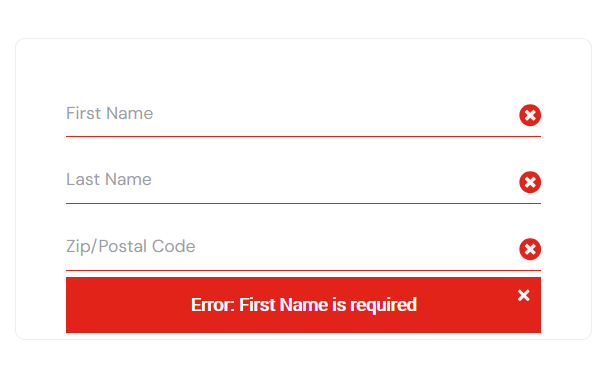 First Name
Last Name
Zip/Postal Code
Error: First Name is required